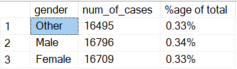 gender num_of_cases %age of total
1 Other 16495 0.33%
2 Male 16796 0.34%
3 Female 16709 0.33%